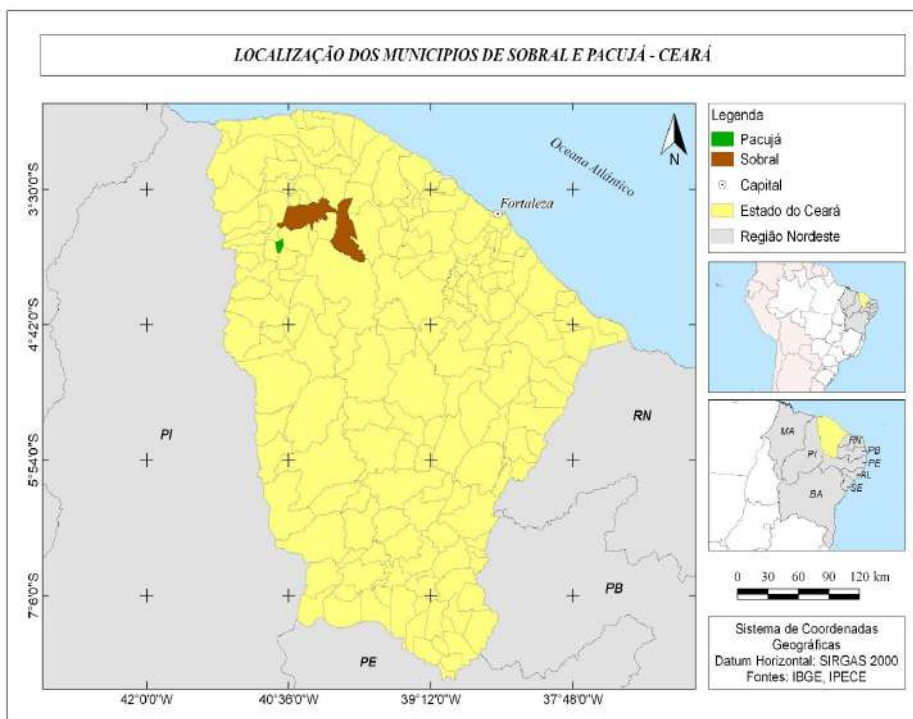 LOCALIZAÇÃO DOS MUNICIPIOS DE SOBRAL E PACUJÁ - CEARÁ
Legenda
Pacujá
Sobral
Capital
Estado do Ceará
Região Nordeste
N
Oceano Atlântico
Fortaleza
3°30'0"S
4°42'0"S
5°54'0"S
7°6'0"S
PI
RN
PB
PE
42°0'0"W
40°36'0"W
39°12'0"W
37°48'0"W
MA
PI
RN
PB
PE
AL
SE
BA
0 30 60 90 120 km
Sistema de Coordenadas
Geográficas
Datum Horizontal: SIRGAS 2000
Fontes: IBGE, IPECE